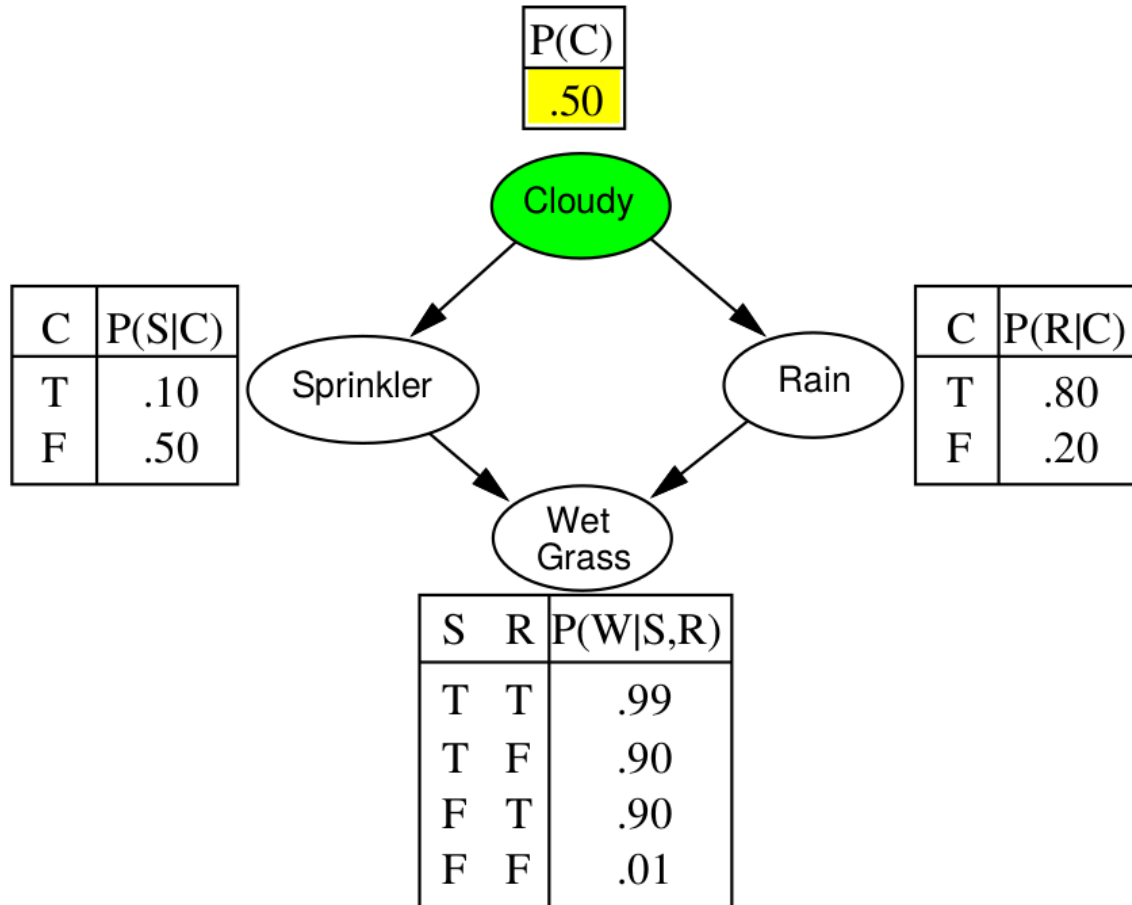 P(C)
.50
Cloudy
C P(S|C)
T .10
F .50
Sprinkler
Rain
C P(R|C)
T .80
F .20
Wet
Grass
S R P(W|S,R)
T T .99
T F .90
F T .90
F F .01